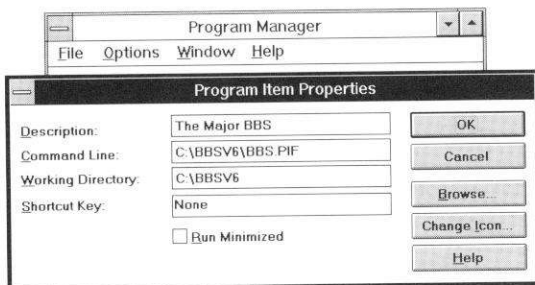 Program Manager
File Options Window Help
Program Item Properties
Description: The Major BBS
Command Line: C:\BBSV6\BBS.PIF
Working Directory: C:\BBSV6
Shortcut Key: None
Run Minimized
OK
Cancel
Browse...
Change Icon...
Help